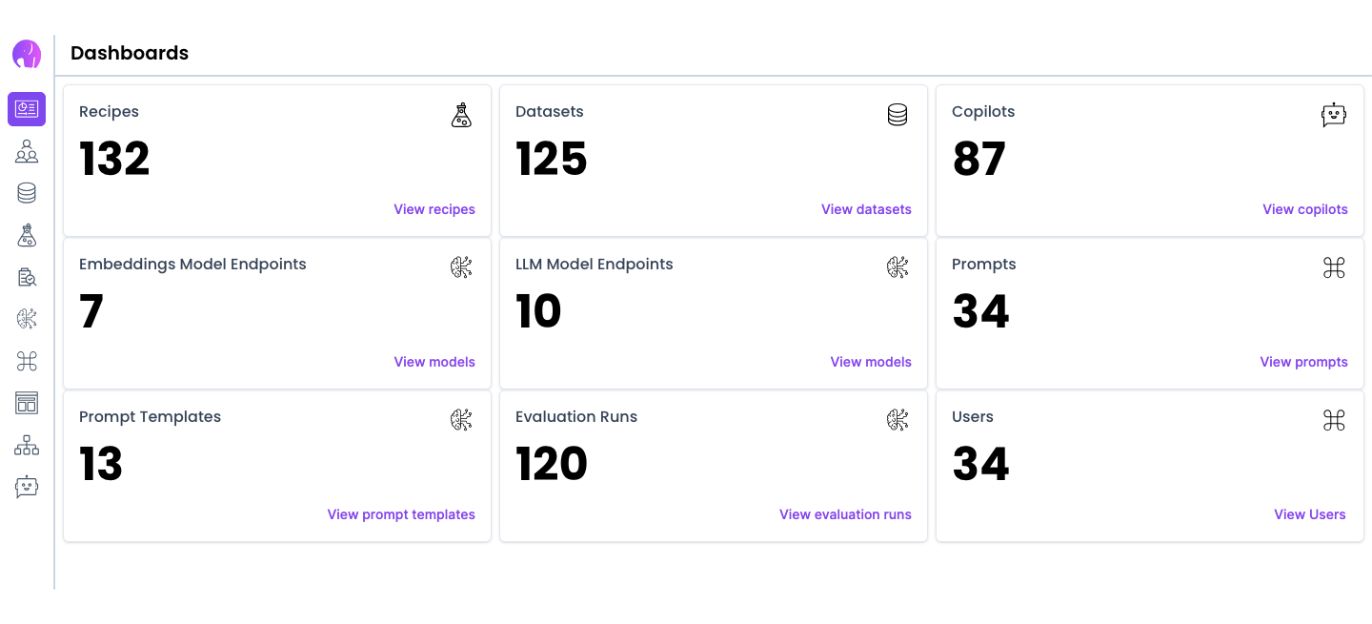 Dashboards
Recipes
132
View recipes
Datasets
125
View datasets
Copilots
87
View copilots
Embeddings Model Endpoints
7
View models
LLM Model Endpoints
10
View models
Prompts
34
View prompts
Prompt Templates
13
View prompt templates
Evaluation Runs
120
View evaluation runs
Users
34
View Users